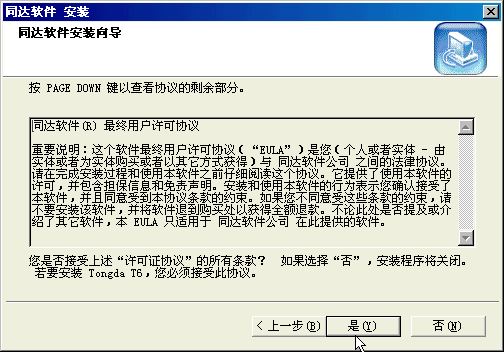 同达软件 安装
同达软件安装向导
按 PAGE DOWN 键以查看协议的剩余部分。
同达软件(R) 最终用户许可协议
重要说明：这个软件最终用户许可协议（“EULA”）是您（个人或者实体 - 由
实体或者为实体购买或者以其它方式获得）与 同达软件公司 之间的法律协议。
请在完成安装过程和使用本软件之前仔细阅读这个协议。它提供了使用本软件的
许可，并包含担保信息和免责声明。安装和使用本软件的行为表示您确认接受了
本软件，并且同意受到本协议条款的约束。如果您不同意受这些条款的约束，请
不要安装该软件，并将软件退到购买处以获得全额退款。不论此处是否提及或介
绍了其它软件，本 EULA 只适用于 同达软件公司 在此提供的软件。
您是否接受上述“许可证协议”的所有条款？ 如果选择“否”，安装程序将关闭。
若要安装 Tongda T6，您必须接受此协议。
< 上一步(B) 是(Y) 否(N)